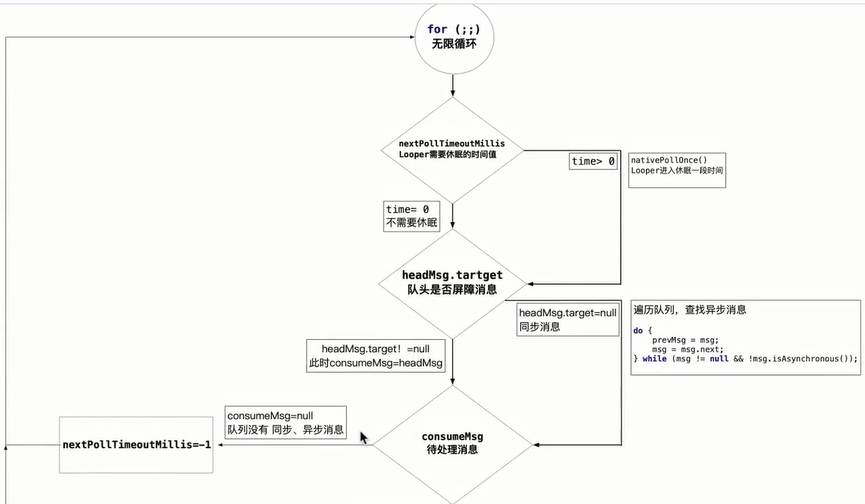 for (;;)
无限循环
nextPollTimeoutMillis
Looper需要休眠的时间值
time> 0
nativePollOnce()
Looper进入休眠一段时间
time= 0
不需要休眠
headMsg.tartget
队头是否屏障消息
headMsg.target=null
同步消息
遍历队列，查找异步消息
do {
prevMsg = msg;
msg = msg.next;
} while (msg != null && !msg.isAsynchronous());
headMsg.target！=null
此时consumeMsg=headMsg
consumeMsg=null
队列没有 同步、异步消息
consumeMsg
待处理消息
nextPollTimeoutMillis=-1